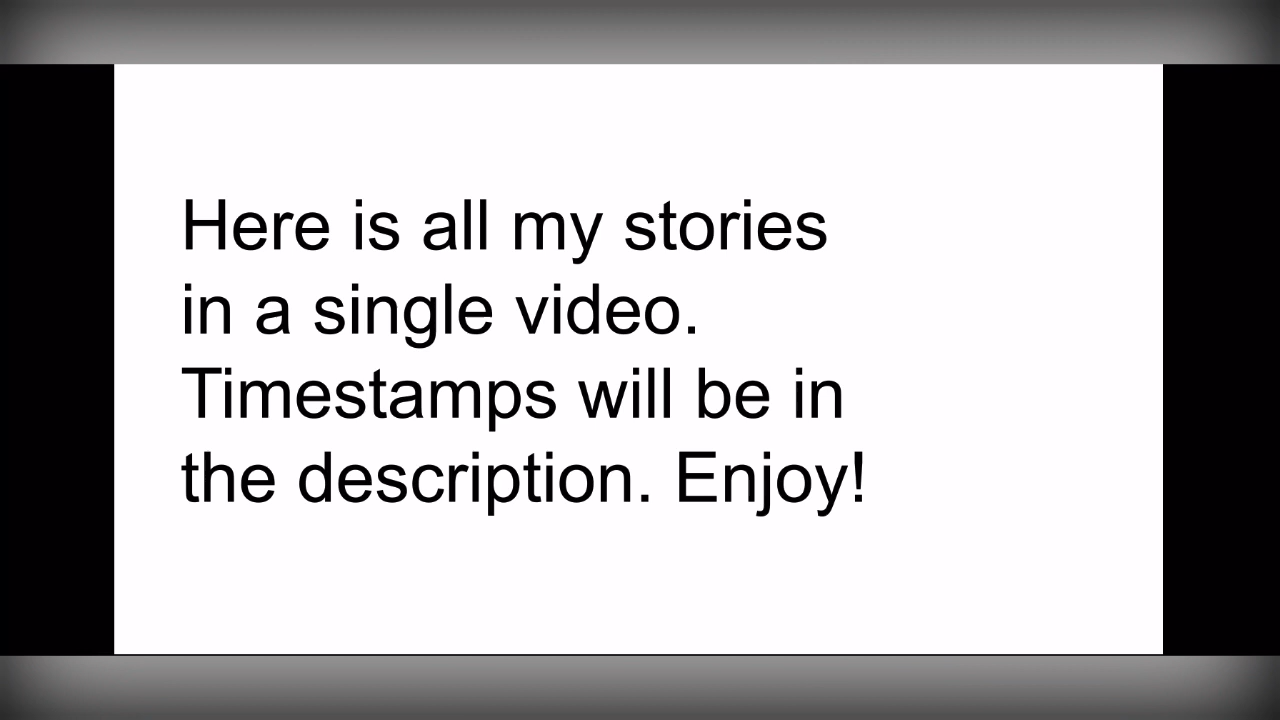 Here is all my stories
in a single video.
Timestamps will be in
the description. Enjoy!